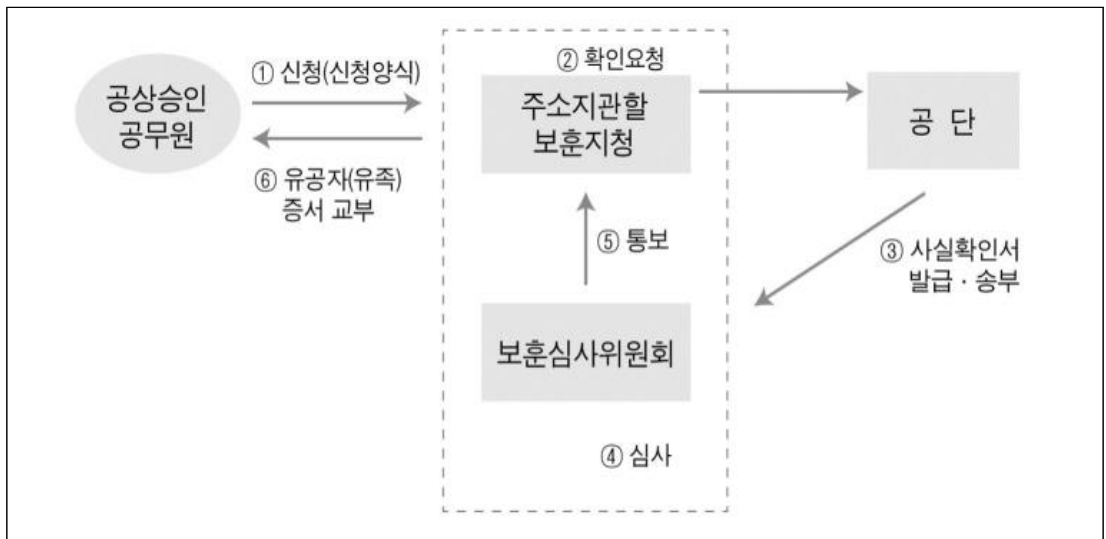 ① 신청(신청양식)
② 확인요청
공상승인
공무원
주소지관할
보훈지청
공 단
⑥ 유공자(유족)
증서 교부
⑤ 통보
③ 사실확인서
발급 · 송부
보훈심사위원회
④ 심사